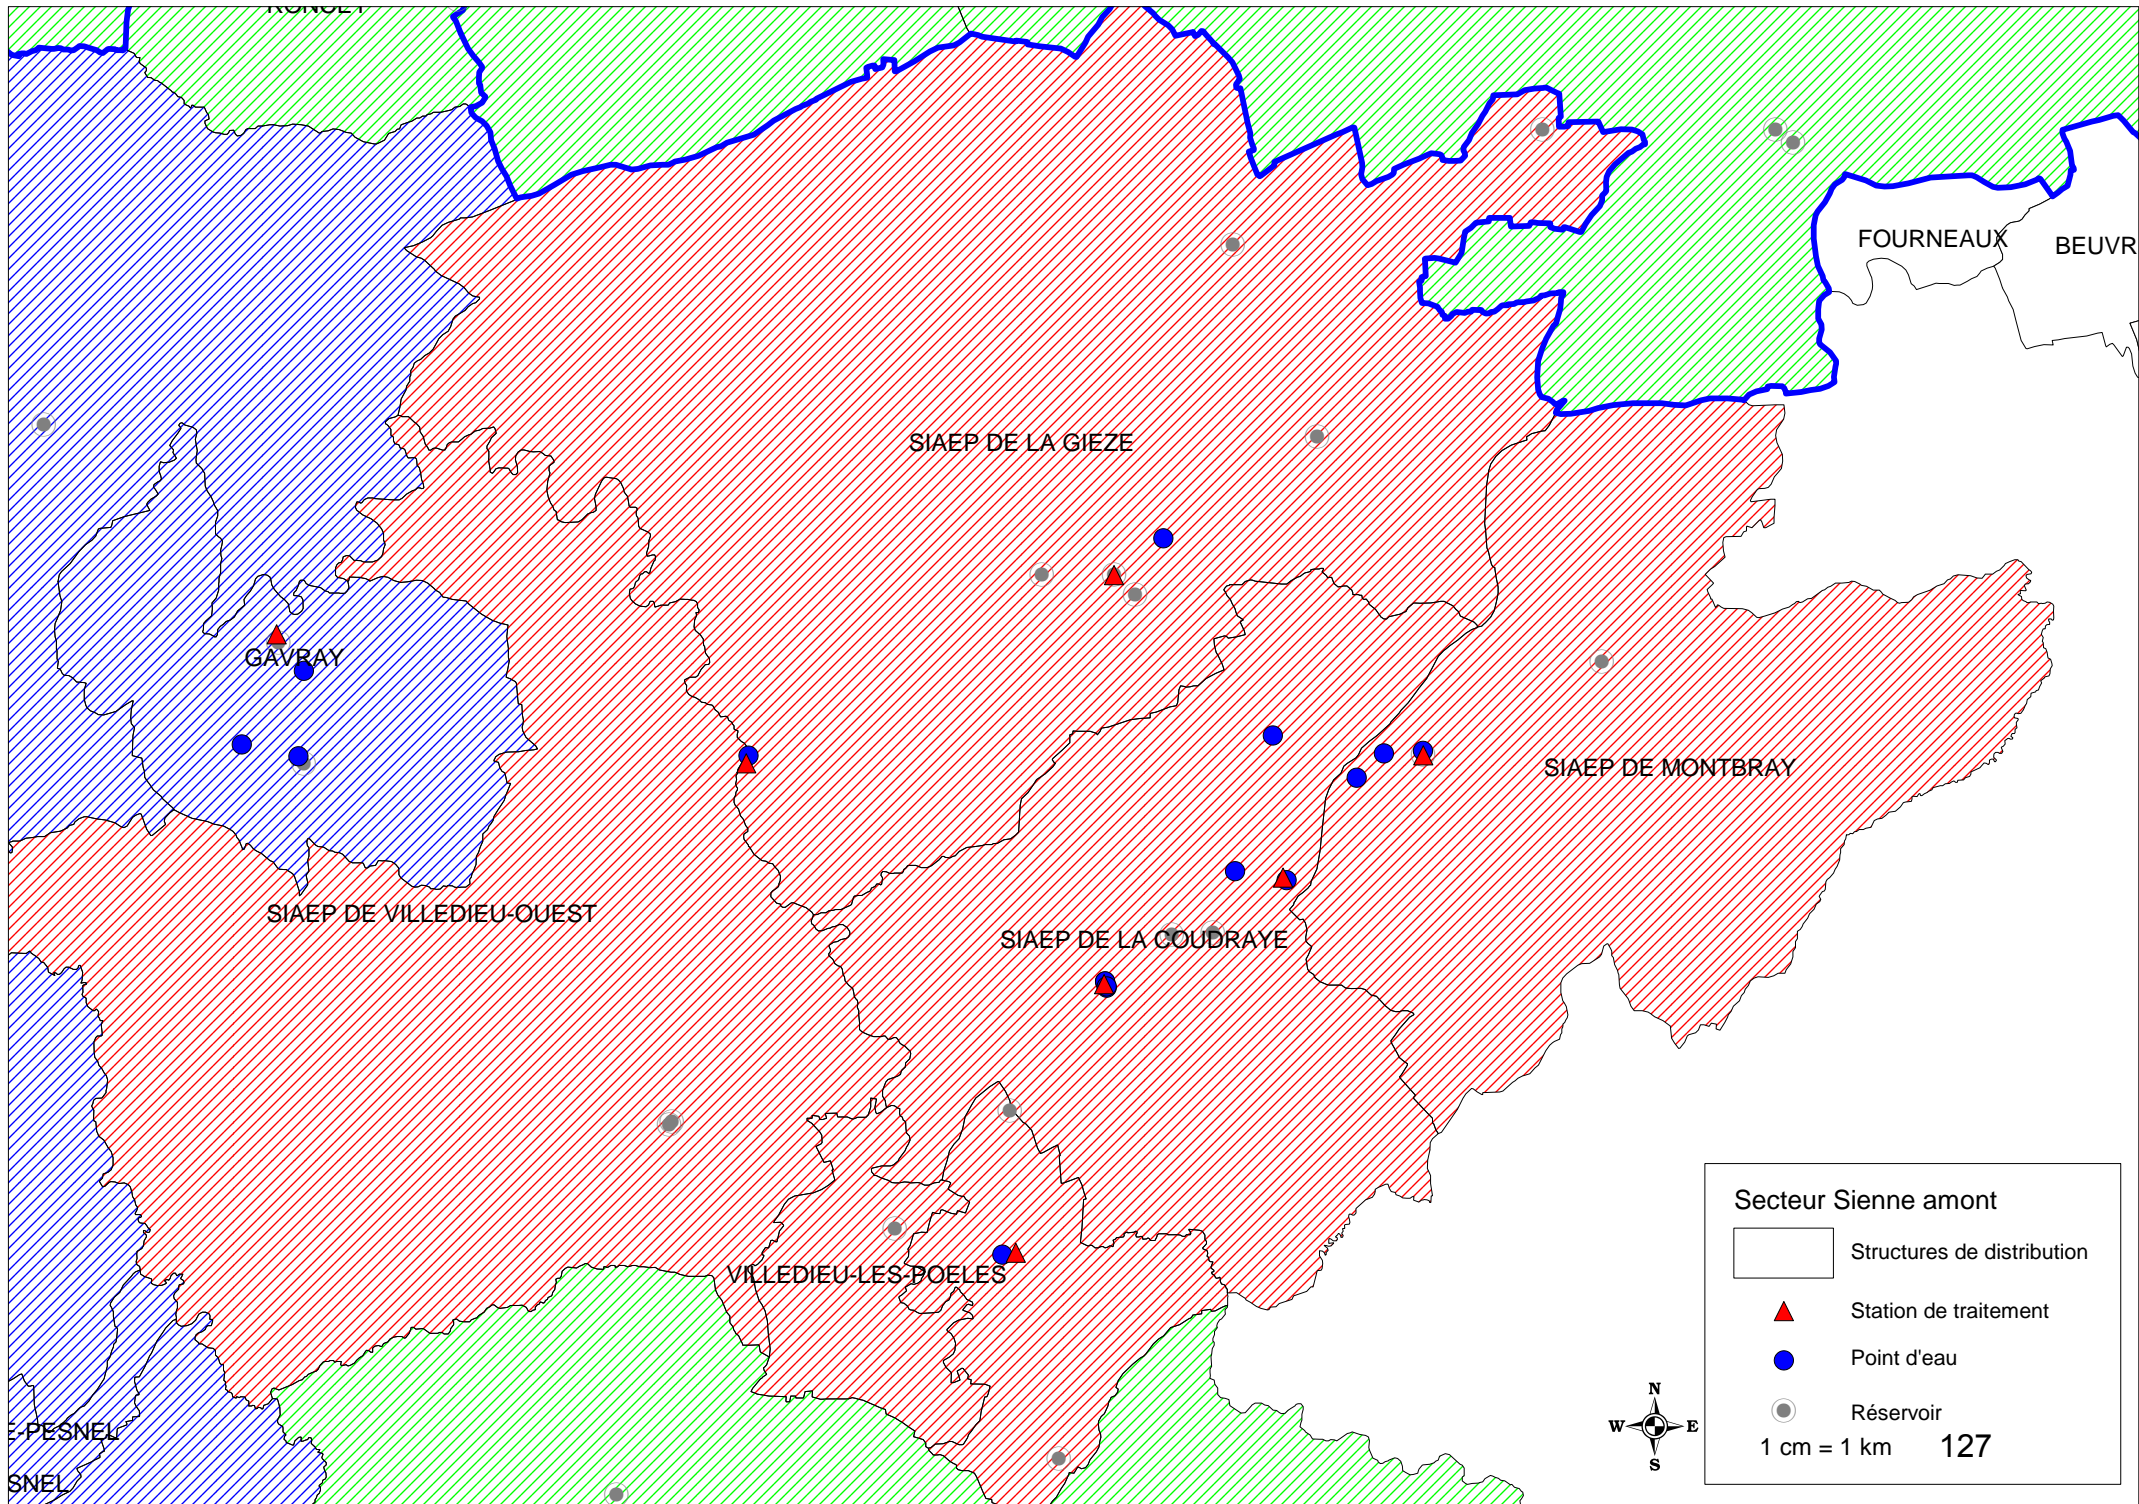 FOURNEAUX
BEUVR
SIAEP DE LA GIEZE
GAVRAY
SIAEP DE MONTBRAY
SIAEP DE VILLEDIEU-OUEST
SIAEP DE LA COUDRAYE
VILLEDIEU-LES-POELES
E-PESNEL
SNEL
Secteur Sienne amont
Structures de distribution
Station de traitement
Point d'eau
Réservoir
1 cm = 1 km 127
N
W E
S